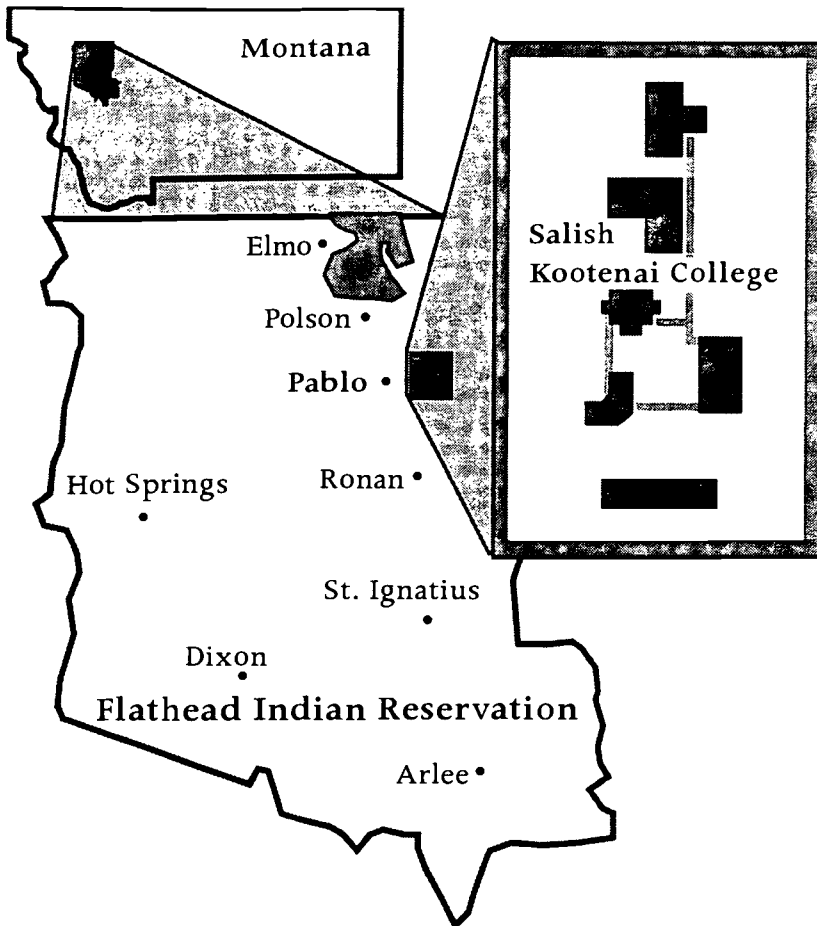 Montana
Elmo
Salish
Kootenai College
Polson
Pablo
Hot Springs
Ronan
St. Ignatius
Dixon
Flathead Indian Reservation
Arlee